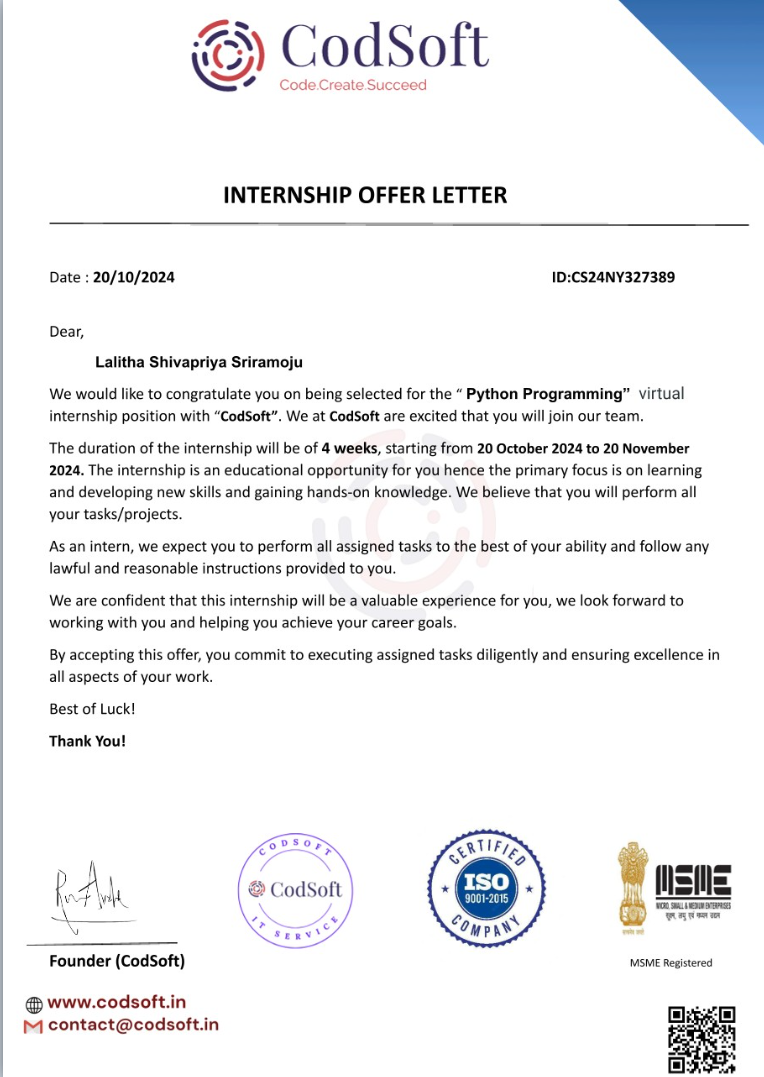 CodSoft
Code.Create.Succeed
INTERNSHIP OFFER LETTER
Date : 20/10/2024
ID:CS24NY327389
Dear,
Lalitha Shivapriya Sriramoju
We would like to congratulate you on being selected for the “ Python Programming” virtual
internship position with “CodSoft”. We at CodSoft are excited that you will join our team.
The duration of the internship will be of 4 weeks, starting from 20 October 2024 to 20 November
2024. The internship is an educational opportunity for you hence the primary focus is on learning
and developing new skills and gaining hands-on knowledge. We believe that you will perform all
your tasks/projects.
As an intern, we expect you to perform all assigned tasks to the best of your ability and follow any
lawful and reasonable instructions provided to you.
We are confident that this internship will be a valuable experience for you, we look forward to
working with you and helping you achieve your career goals.
By accepting this offer, you commit to executing assigned tasks diligently and ensuring excellence in
all aspects of your work.
Best of Luck!
Thank You!
CODSOFT
CodSoft
IT SERVICE
CERTIFIED
ISO
9001-2015
COMPANY
MSME
MICRO, SMALL & MEDIUM ENTERPRISES
सूक्ष्म, लघु एवं मध्यम उद्यम
Founder (CodSoft)
MSME Registered
www.codsoft.in
contact@codsoft.in